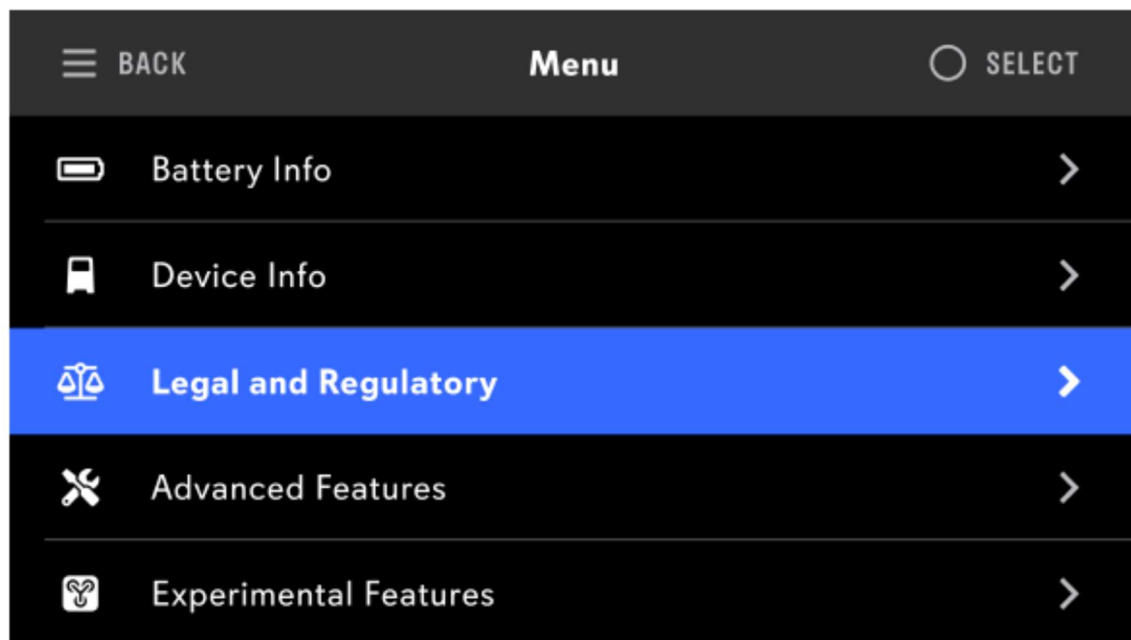 BACK Menu SELECT
Battery Info
Device Info
Legal and Regulatory
Advanced Features
Experimental Features